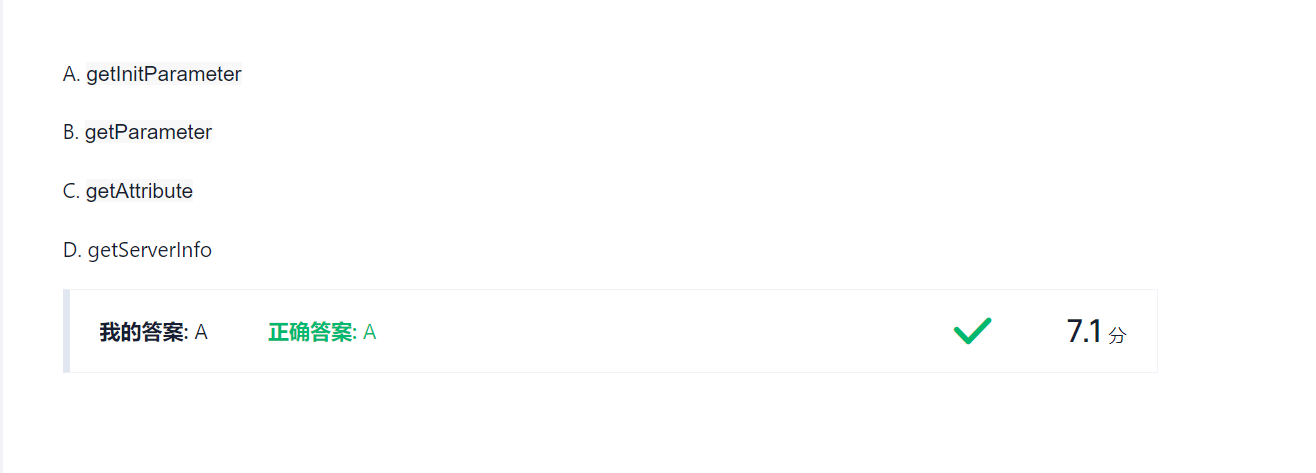 A. getInitParameter
B. getParameter
C. getAttribute
D. getServerInfo
我的答案: A 正确答案: A 7.1 分